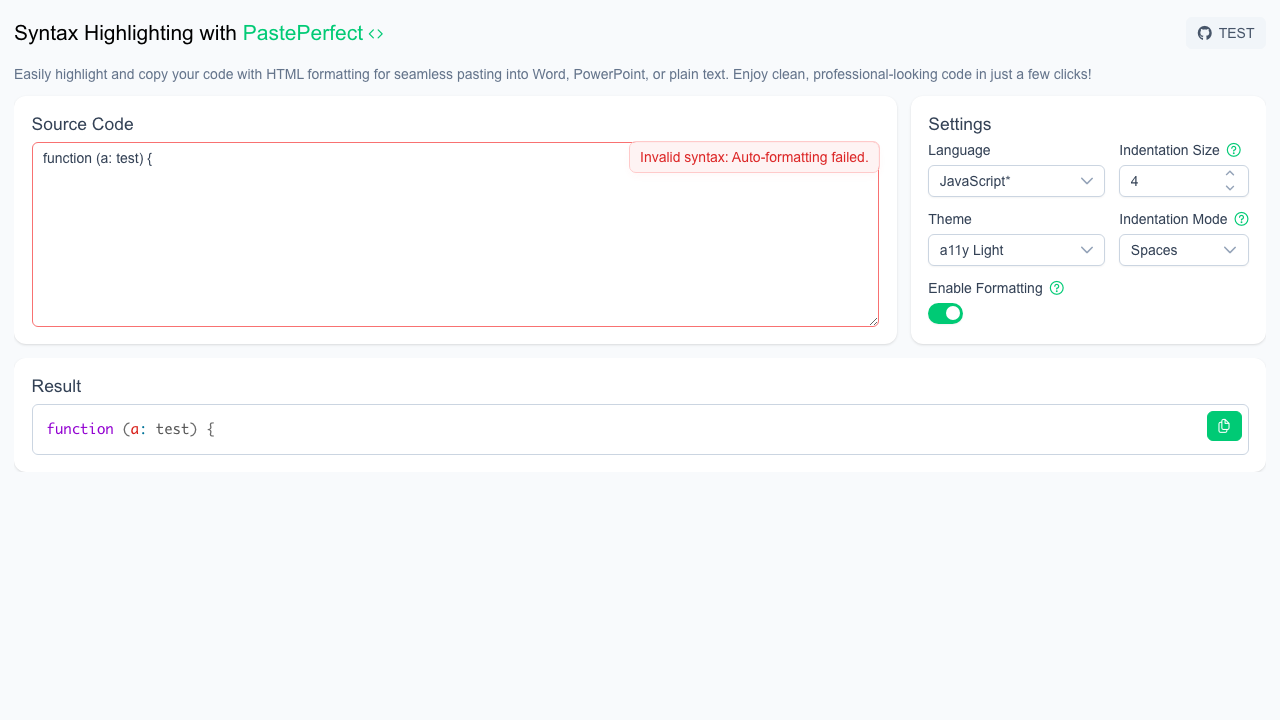 Syntax Highlighting with PastePerfect <>
TEST
Easily highlight and copy your code with HTML formatting for seamless pasting into Word, PowerPoint, or plain text. Enjoy clean, professional-looking code in just a few clicks!
Source Code
function (a: test) {
Invalid syntax: Auto-formatting failed.
Settings
Language
Indentation Size
JavaScript*
4
Theme
Indentation Mode
a11y Light
Spaces
Enable Formatting
Result
function (a: test) {